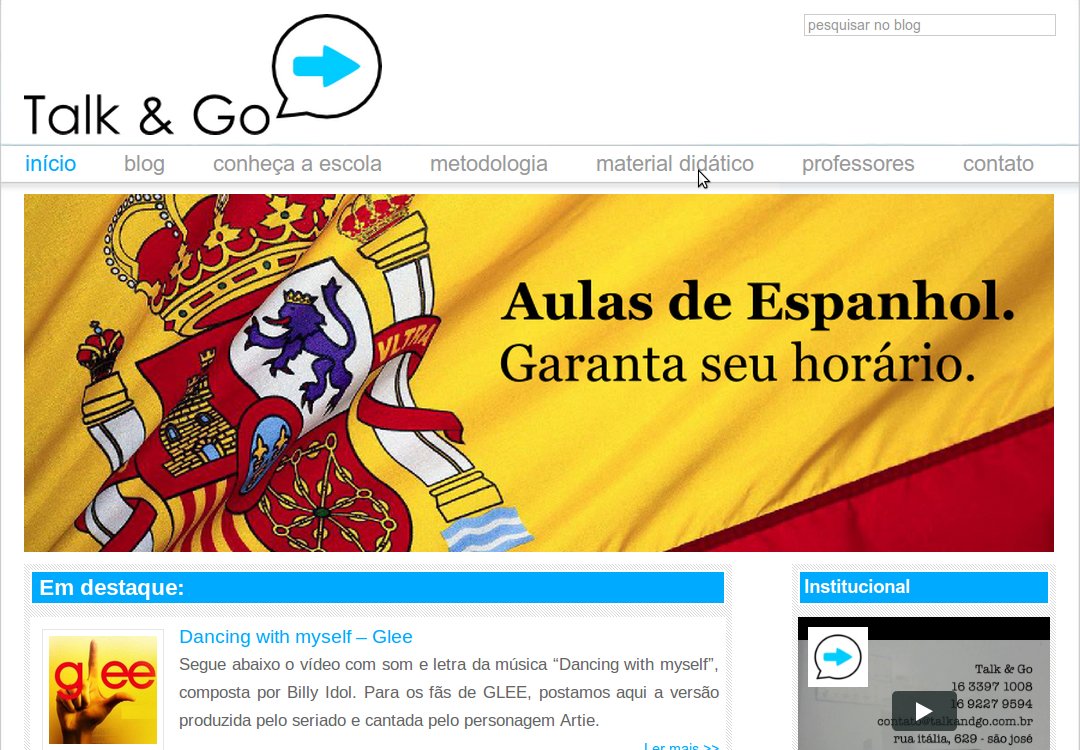 pesquisar no blog
Talk & Go
início blog conheça a escola metodologia material didático professores contato
VLTRA
Aulas de Espanhol.
Garanta seu horário.
Em destaque:
glee
Dancing with myself – Glee
Segue abaixo o vídeo com som e letra da música “Dancing with myself”,
composta por Billy Idol. Para os fãs de GLEE, postamos aqui a versão
produzida pelo seriado e cantada pelo personagem Artie.
Ler mais >>
Institucional
Talk & Go
16 3397 1008
16 9227 9594
contato@talkandgo.com.br
rua itália, 629 - são josé